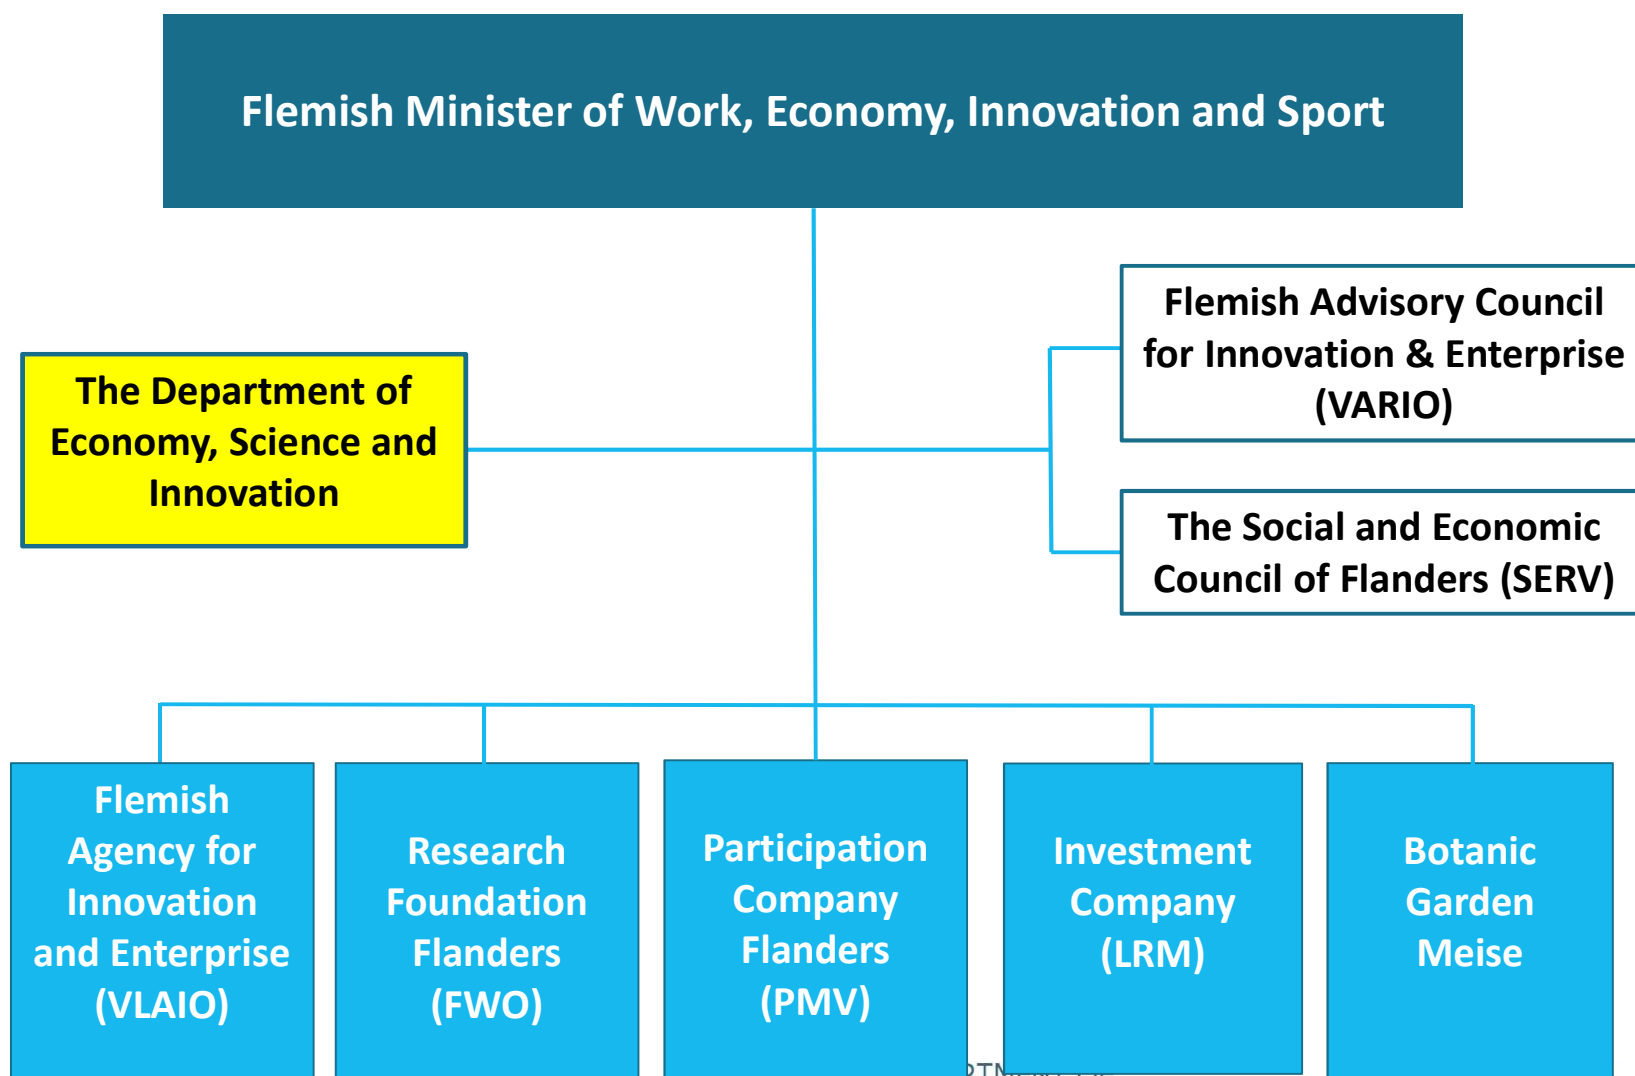 Flemish Minister of Work, Economy, Innovation and Sport
Flemish Advisory Council
for Innovation & Enterprise
(VARIO)
The Department of
Economy, Science and
Innovation
The Social and Economic
Council of Flanders (SERV)
Flemish
Agency for
Innovation
and Enterprise
(VLAIO)
Research
Foundation
Flanders
(FWO)
Participation
Company
Flanders
(PMV)
Investment
Company
(LRM)
Botanic
Garden
Meise